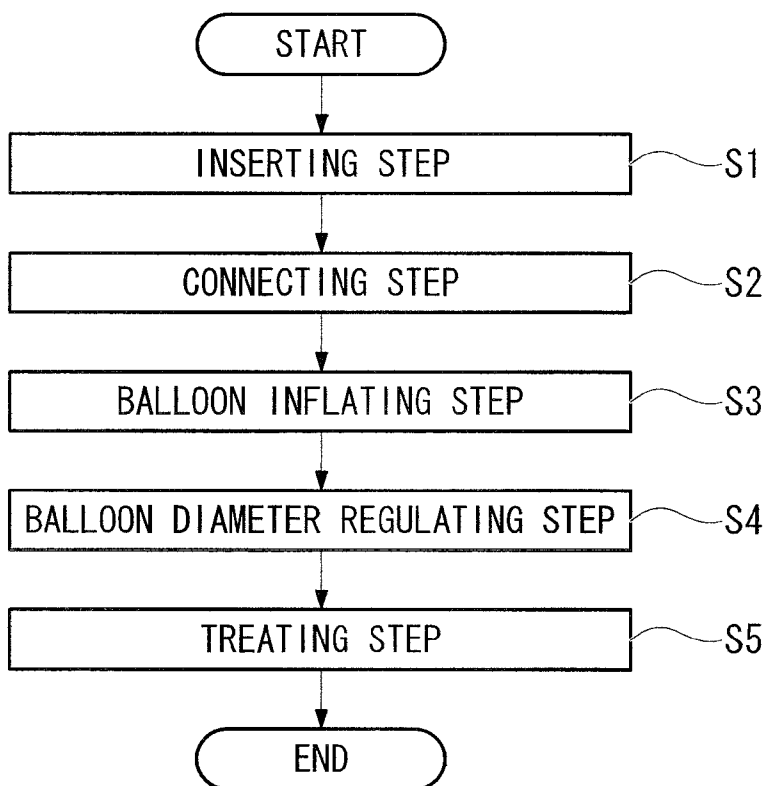 START
INSERTING STEP S1
CONNECTING STEP S2
BALLOON INFLATING STEP S3
BALLOON DIAMETER REGULATING STEP S4
TREATING STEP S5
END